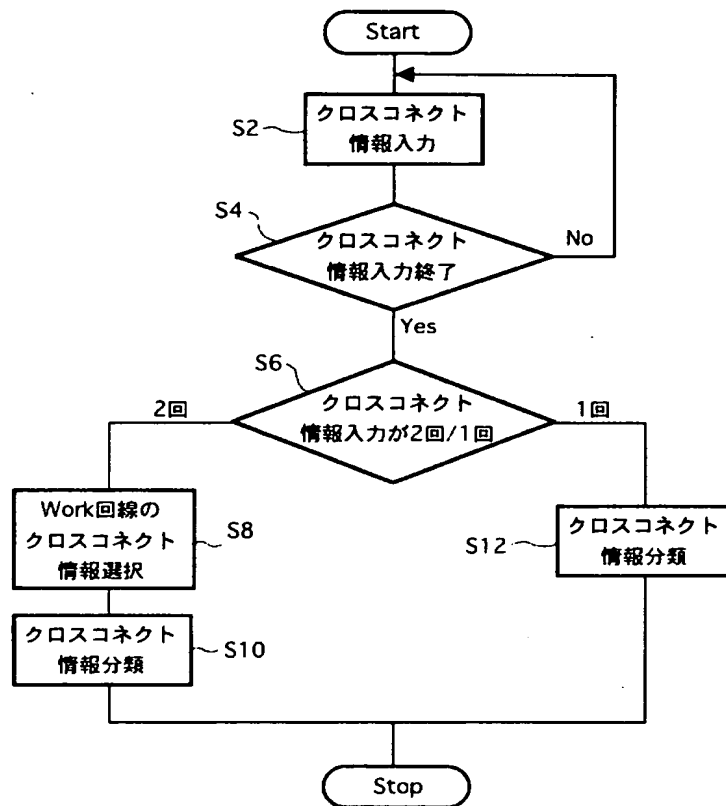 Start
S2
クロスコネクト
情報入力
S4
クロスコネクト
情報入力終了
No
Yes
S6
2回
クロスコネクト
情報入力が2回/1回
1回
Work回線の
クロスコネクト
情報選択
S8
S12
クロスコネクト
情報分類
クロスコネクト
情報分類
S10
Stop